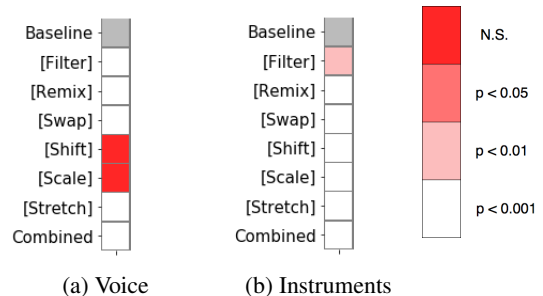 Baseline
[Filter]
[Remix]
[Swap]
[Shift]
[Scale]
[Stretch]
Combined
(a) Voice
Baseline
[Filter]
[Remix]
[Swap]
[Shift]
[Scale]
[Stretch]
Combined
(b) Instruments
N.S.
p < 0.05
p < 0.01
p < 0.001